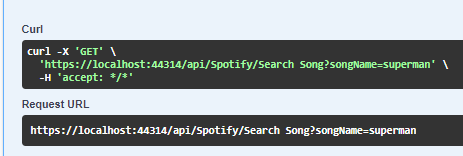 Curl
curl -X 'GET' \
'https://localhost:44314/api/Spotify/Search Song?songName=superman' \
-H 'accept: */*'
Request URL
https://localhost:44314/api/Spotify/Search Song?songName=superman